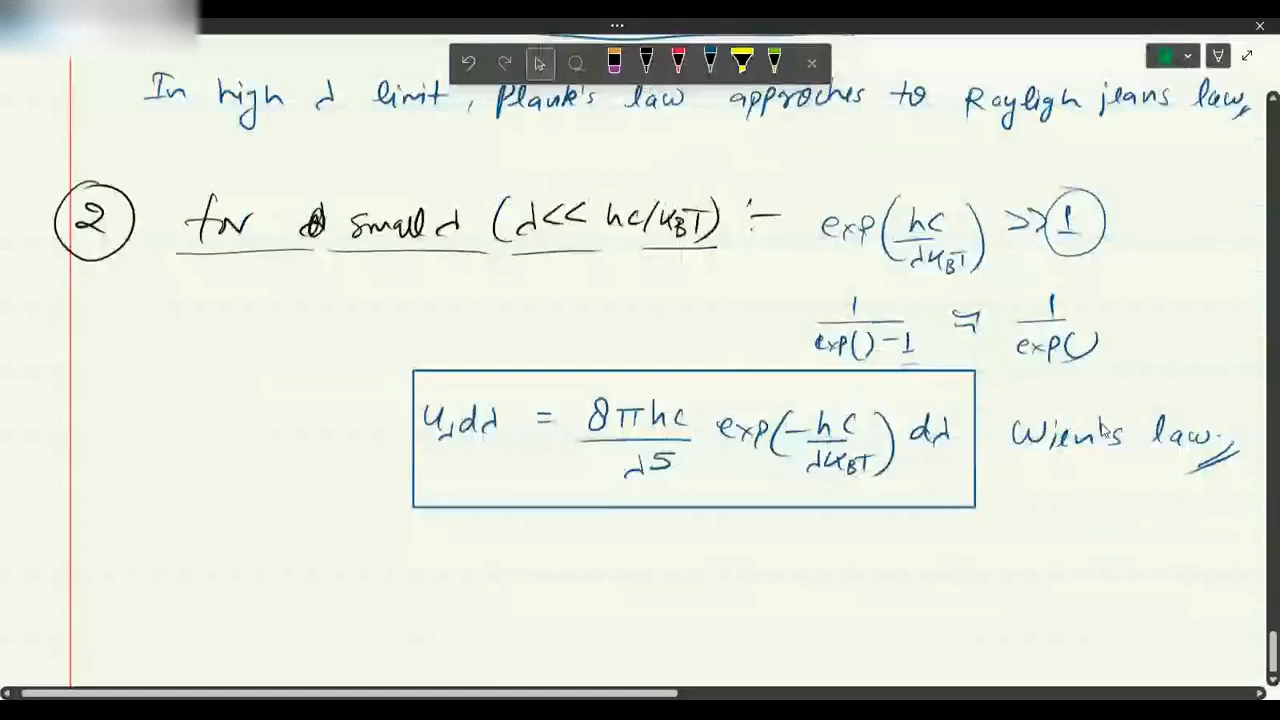 In high λ limit, Plank's law approches to Rayligh jeans law,
② for small λ (λ<< hc/KBT) :- exp(hc/λKBT) >> 1
1/exp()-1 ≈ 1/exp()
uλdλ = 8πhc/λ5 exp(-hc/λKBT) dλ Wien's law,